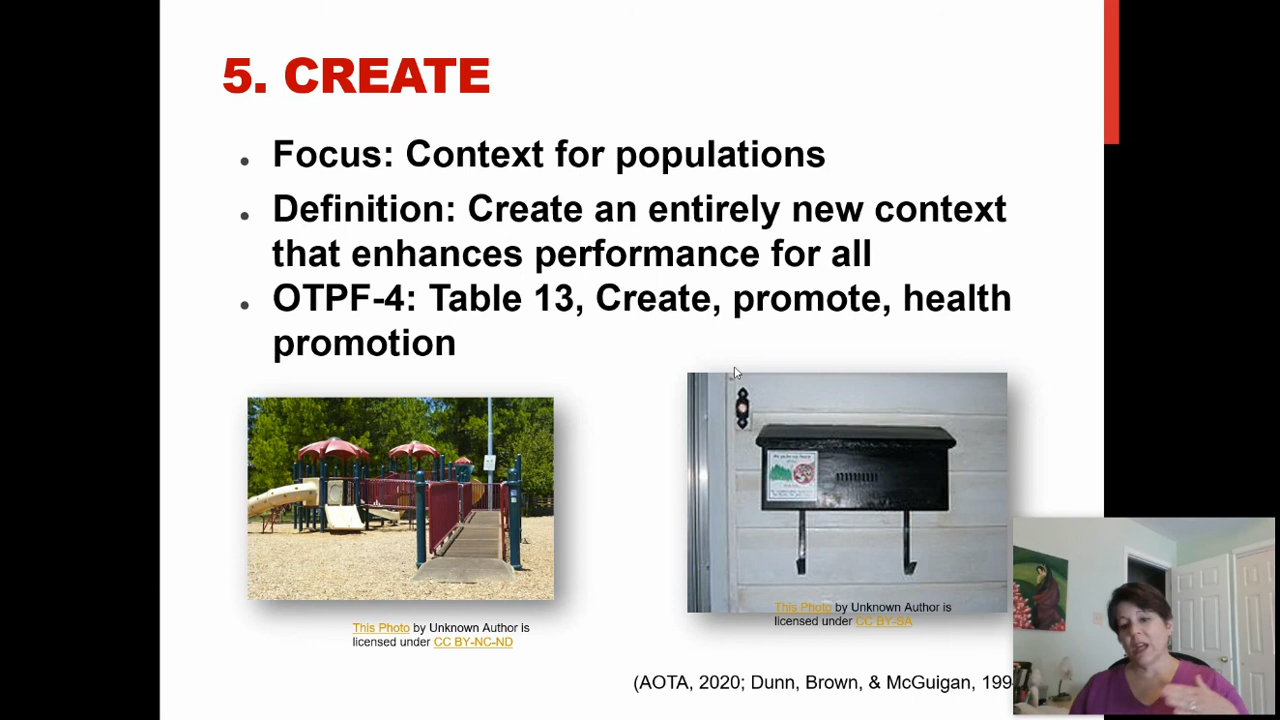 5. CREATE
• Focus: Context for populations
• Definition: Create an entirely new context
that enhances performance for all
• OTPF-4: Table 13, Create, promote, health
promotion
This Photo by Unknown Author is
licensed under CC BY-NC-ND
This Photo by Unknown Author is
licensed under CC BY-SA
(AOTA, 2020; Dunn, Brown, & McGuigan, 199